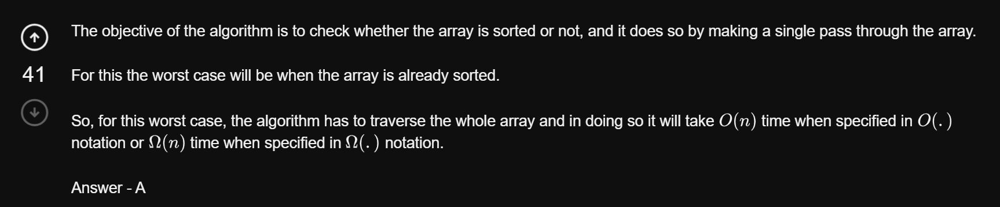 The objective of the algorithm is to check whether the array is sorted or not, and it does so by making a single pass through the array.
41
For this the worst case will be when the array is already sorted.
So, for this worst case, the algorithm has to traverse the whole array and in doing so it will take O(n) time when specified in O(.)
notation or Ω(n) time when specified in Ω(.) notation.
Answer - A